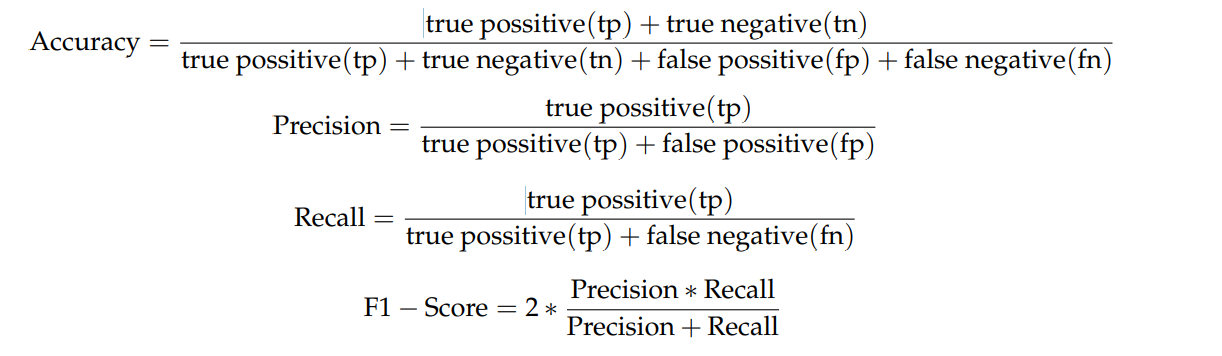 Accuracy = true possitive(tp) + true negative(tn) / true possitive(tp) + true negative(tn) + false possitive(fp) + false negative(fn)
Precision = true possitive(tp) / true possitive(tp) + false possitive(fp)
Recall = true possitive(tp) / true possitive(tp) + false negative(fn)
F1 − Score = 2 * Precision * Recall / Precision + Recall